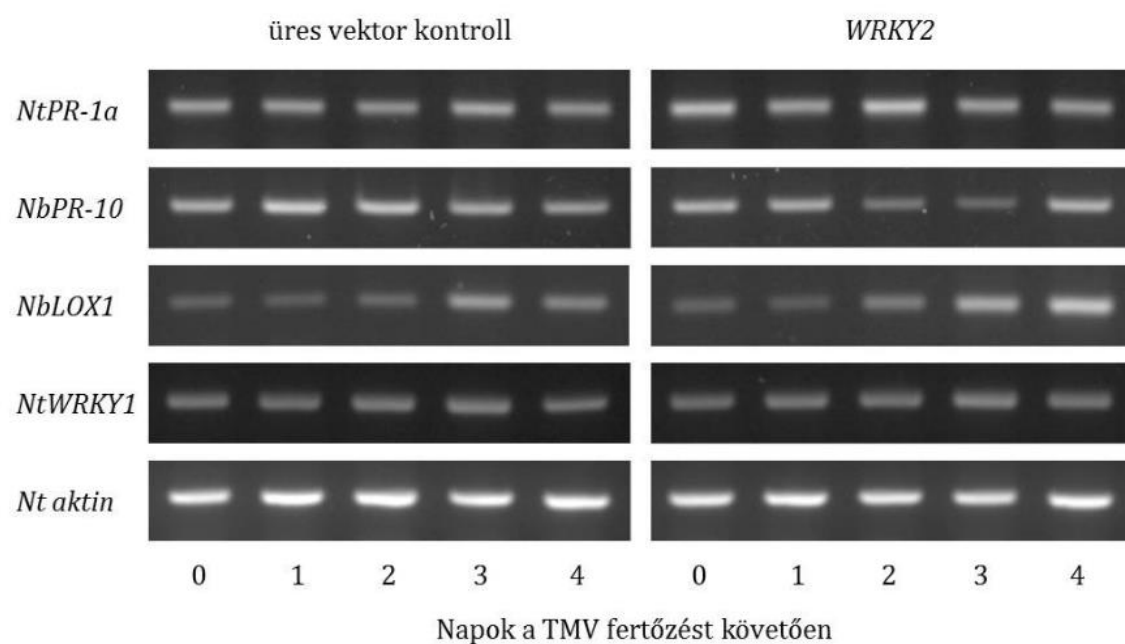 üres vektor kontroll WRKY2
NtPR-1a
NbPR-10
NbLOX1
NtWRKY1
Nt aktin
0 1 2 3 4 0 1 2 3 4
Napok a TMV fertőzést követően